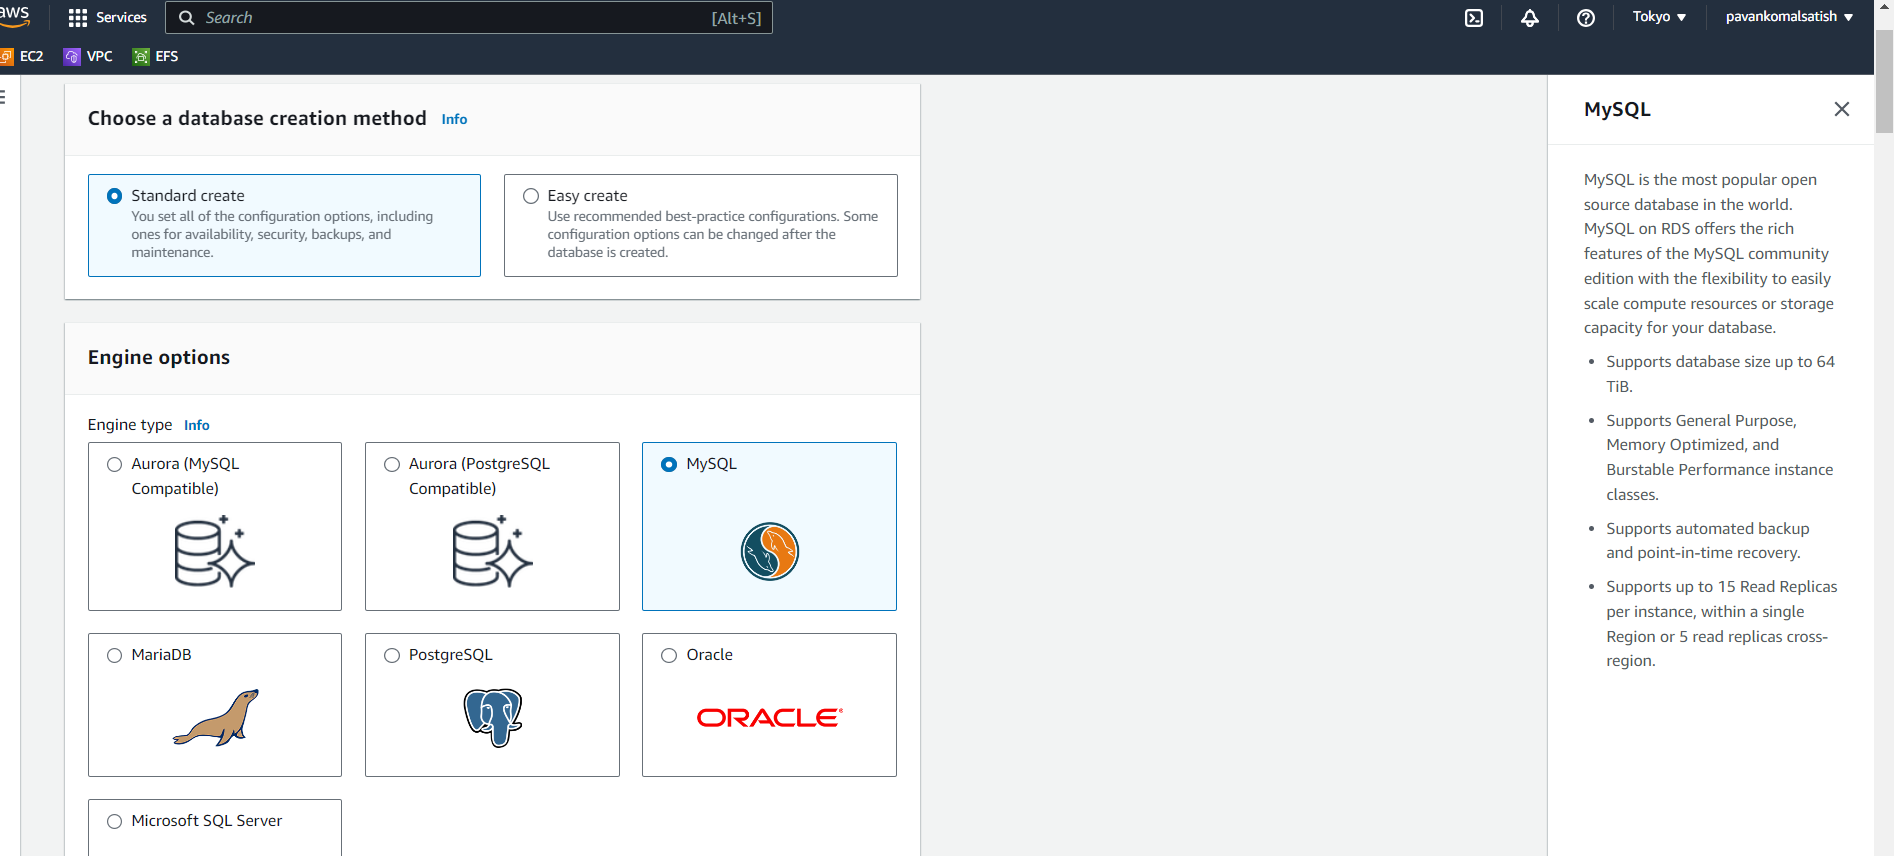 aws
Services
Search
[Alt+S]
Tokyo
pavankomalsatish
EC2
VPC
EFS
Choose a database creation method Info
Standard create
You set all of the configuration options, including
ones for availability, security, backups, and
maintenance.
Easy create
Use recommended best-practice configurations. Some
configuration options can be changed after the
database is created.
Engine options
Engine type Info
Aurora (MySQL
Compatible)
Aurora (PostgreSQL
Compatible)
MySQL
MariaDB
PostgreSQL
Oracle
ORACLE
Microsoft SQL Server
MySQL
MySQL is the most popular open
source database in the world.
MySQL on RDS offers the rich
features of the MySQL community
edition with the flexibility to easily
scale compute resources or storage
capacity for your database.
• Supports database size up to 64
TiB.
• Supports General Purpose,
Memory Optimized, and
Burstable Performance instance
classes.
• Supports automated backup
and point-in-time recovery.
• Supports up to 15 Read Replicas
per instance, within a single
Region or 5 read replicas cross-
region.